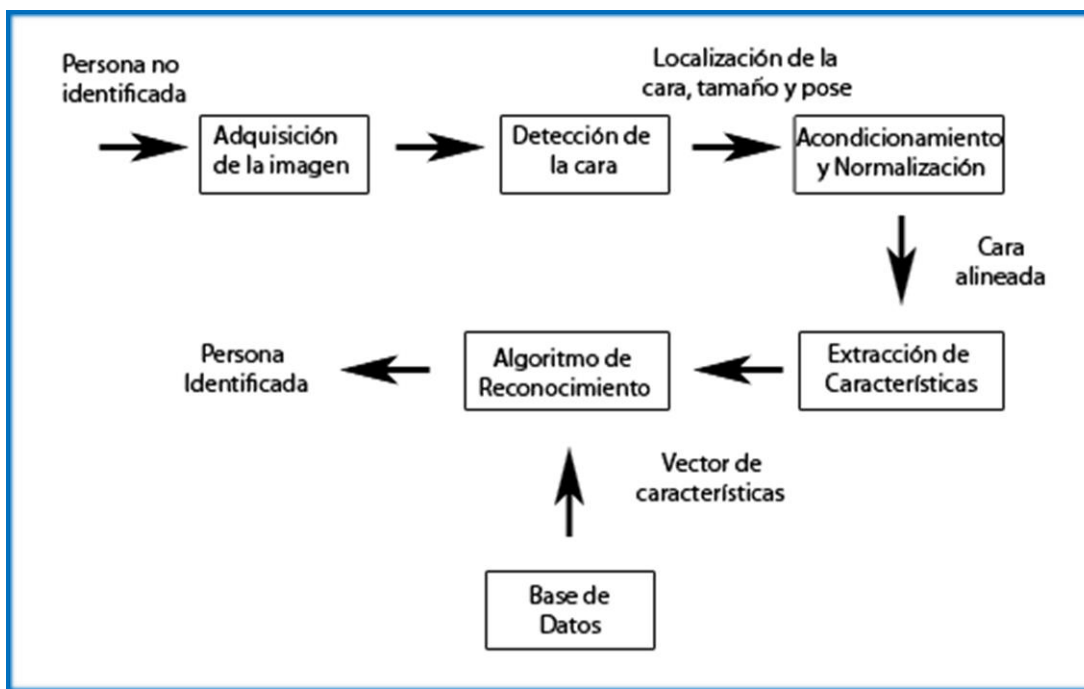 Persona no
identificada
Adquisición
de la imagen
Detección de
la cara
Localización de la
cara, tamaño y pose
Acondicionamiento
y Normalización
Cara
alineada
Extracción de
Características
Algoritmo de
Reconocimiento
Persona
Identificada
Vector de
características
Base de
Datos